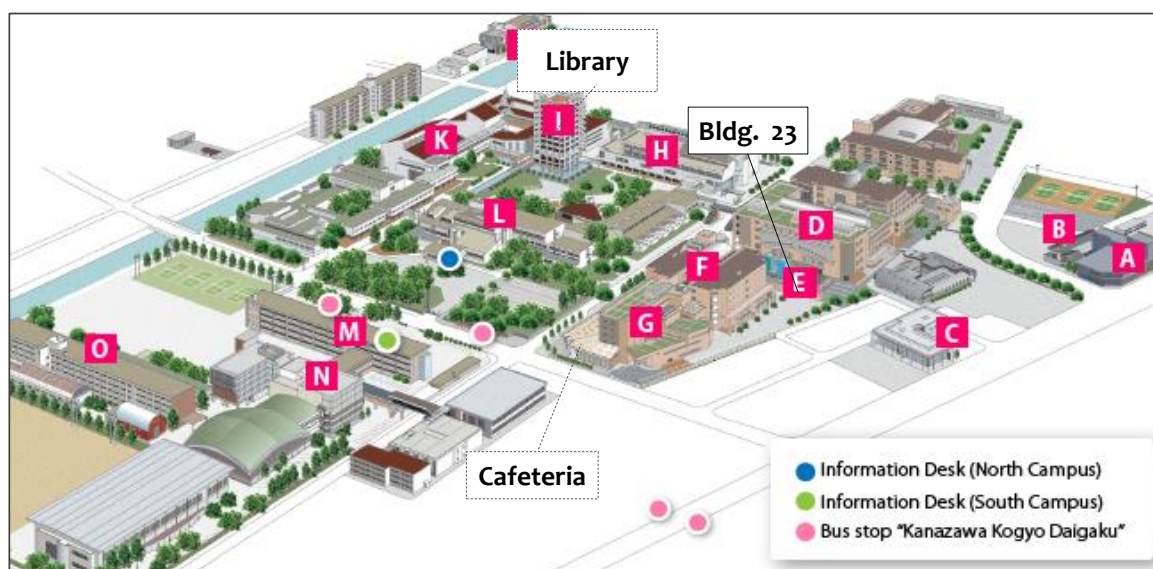 Library
Bldg. 23
I
K
H
L
D
B
A
F
E
G
C
M
O
N
Cafeteria
Information Desk (North Campus)
Information Desk (South Campus)
Bus stop "Kanazawa Kogyo Daigaku"